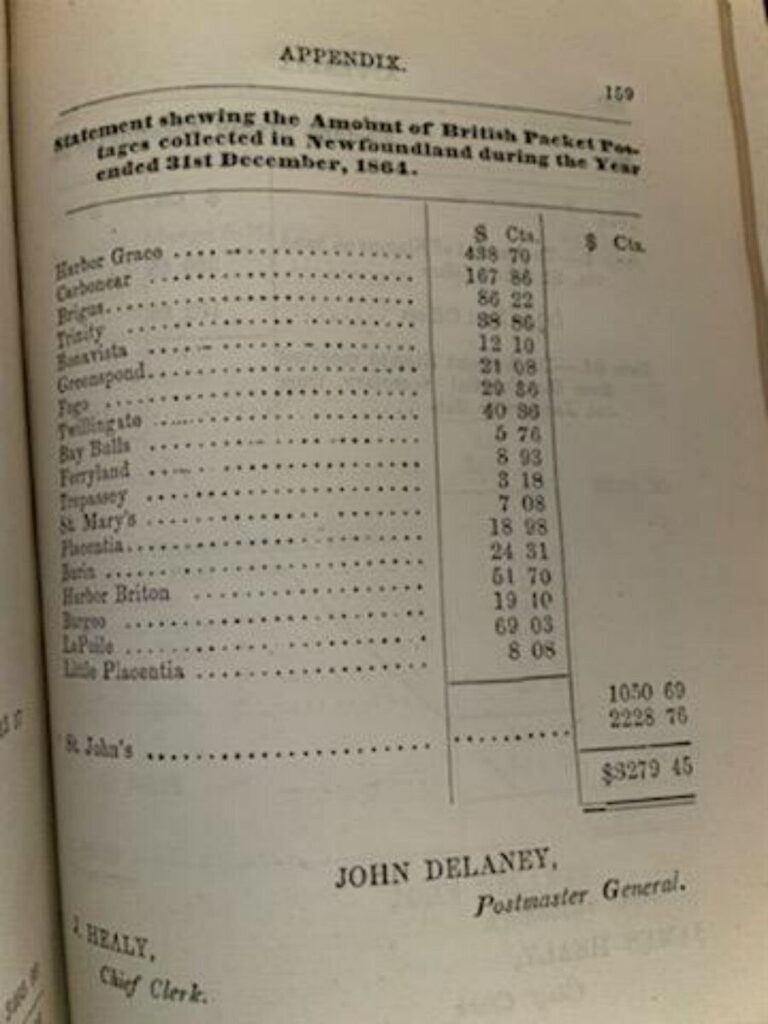 APPENDIX.
159
Statement shewing the Amount of British Packet Pos-
tages collected in Newfoundland during the Year
ended 31st December, 1864.
$ Cts. $ Cts.
Harbor Grace .... 438 70
Carbonear .... 167 86
Brigus .... 86 22
Trinity .... 38 86
Bonavista .... 12 10
Greenspond .... 21 08
Fogo .... 29 36
Twillingate .... 40 36
Bay Bulls .... 5 76
Ferryland .... 8 93
Trepassey .... 3 18
St. Mary's .... 7 08
Placentia .... 18 98
Burin .... 24 31
Harbor Briton .... 51 70
Burgeo .... 19 10
LaPoile .... 69 03
Little Placentia .... 8 08
1050 69
St. John's .... 2228 76
$3279 45
JOHN DELANEY,
Postmaster General.
J. HEALY,
Chief Clerk.